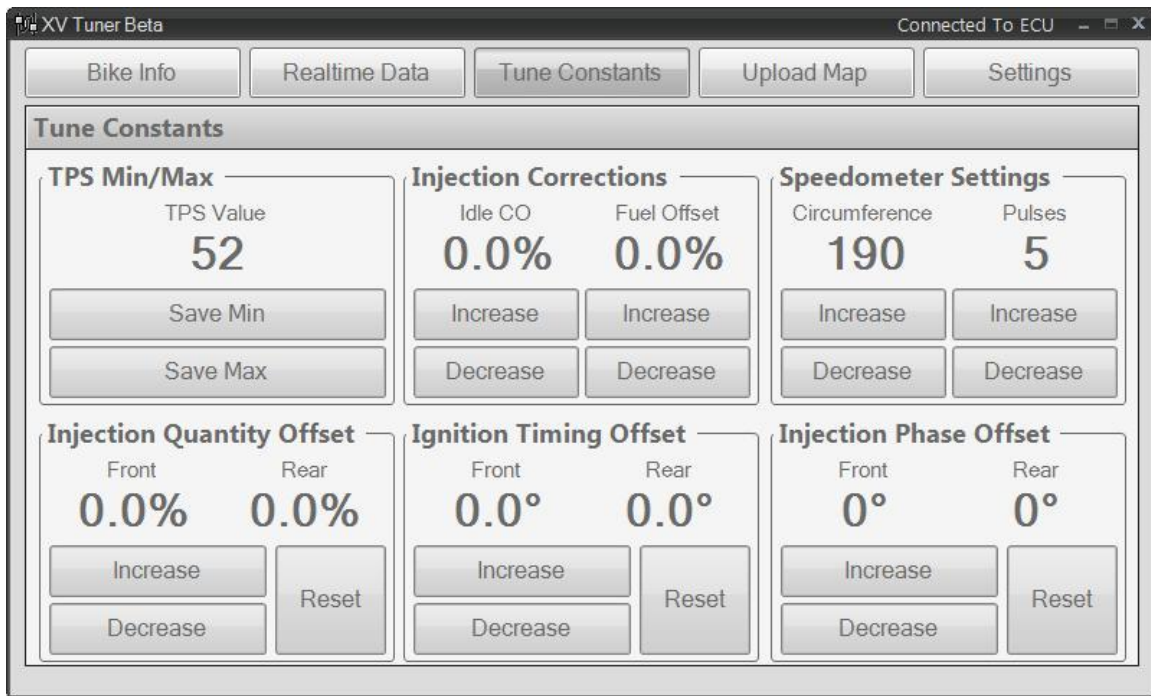 XV Tuner Beta Connected To ECU
Bike Info Realtime Data Tune Constants Upload Map Settings
Tune Constants
TPS Min/Max Injection Corrections Speedometer Settings
TPS Value Idle CO Fuel Offset Circumference Pulses
52 0.0% 0.0% 190 5
Save Min Increase Increase Increase Increase
Save Max Decrease Decrease Decrease Decrease
Injection Quantity Offset Ignition Timing Offset Injection Phase Offset
Front Rear Front Rear Front Rear
0.0% 0.0% 0.0° 0.0° 0° 0°
Increase Increase Increase
Reset Reset Reset
Decrease Decrease Decrease